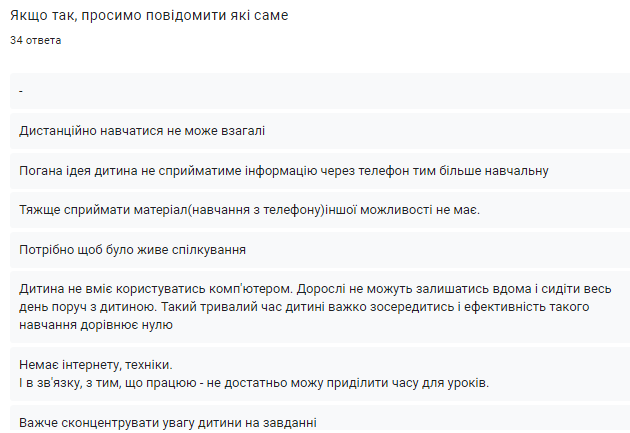 Якщо так, просимо повідомити які саме
34 ответа
-
Дистанційно навчатися не може взагалі
Погана ідея дитина не сприйматиме інформацію через телефон тим більше навчальну
Тяжще сприймати матеріал(навчання з телефону)іншої можливості не має.
Потрібно щоб було живе спілкування
Дитина не вміє користуватись комп'ютером. Дорослі не можуть залишатись вдома і сидіти весь
день поруч з дитиною. Такий тривалий час дитині важко зосередитись і ефективність такого
навчання дорівнює нулю
Немає інтернету, техніки.
І в зв'язку, з тим, що працюю - не достатньо можу приділити часу для уроків.
Важче сконцентрувати увагу дитини на завданні